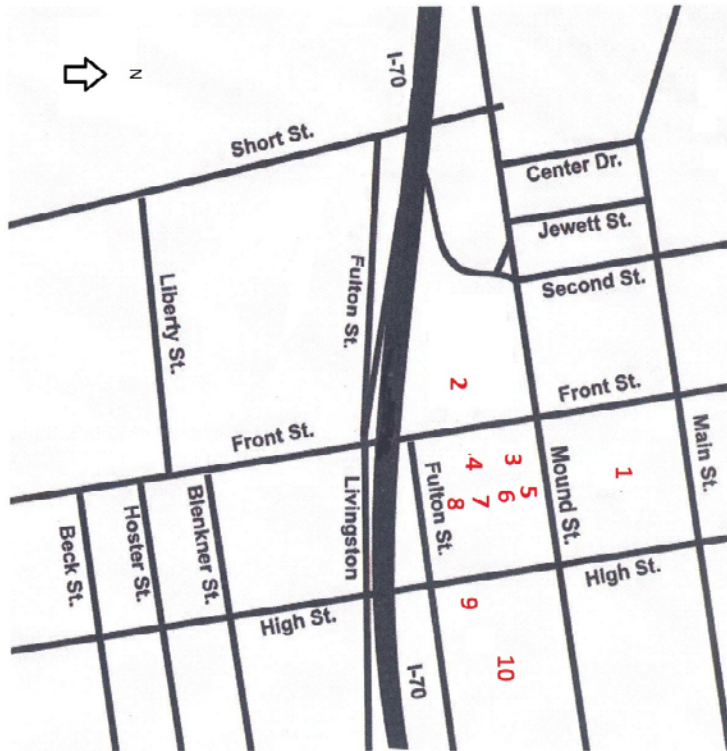 I-70
N
Short St.
Center Dr.
Jewett St.
Second St.
Fulton St.
Liberty St.
2
Front St.
Front St.
Main St.
1
3
Mound St.
4
5
6
7
8
Fulton St.
Livingston
Blenkner St.
Hoster St.
Beck St.
High St.
High St.
9
10
I-70